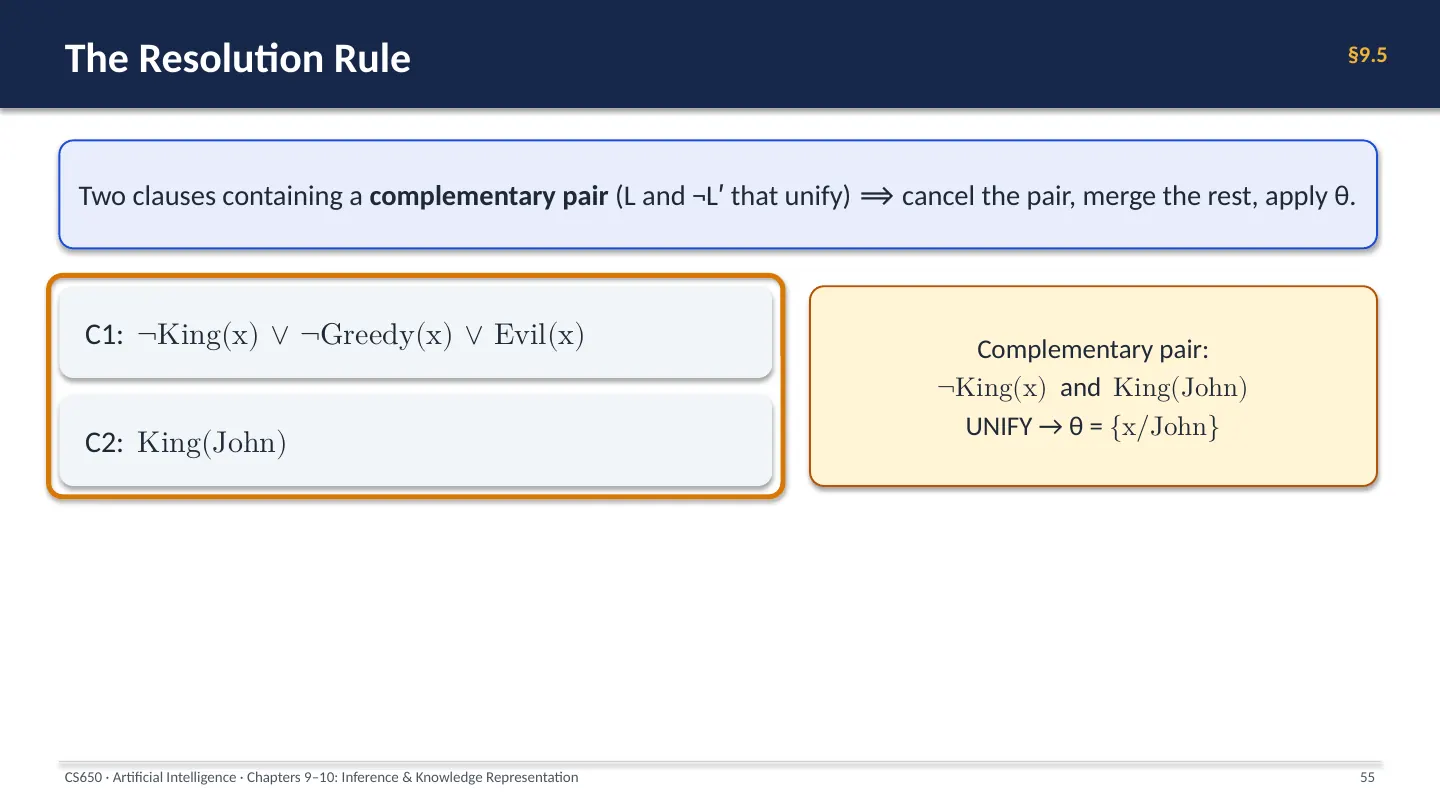 The Resolution Rule
§9.5
Two clauses containing a complementary pair (L and ¬L′ that unify) ⟹ cancel the pair, merge the rest, apply θ.
C1: ¬King(x) ∨ ¬Greedy(x) ∨ Evil(x)
C2: King(John)
Complementary pair:
¬King(x) and King(John)
UNIFY → θ = {x/John}
CS650 · Artificial Intelligence · Chapters 9–10: Inference & Knowledge Representation
55